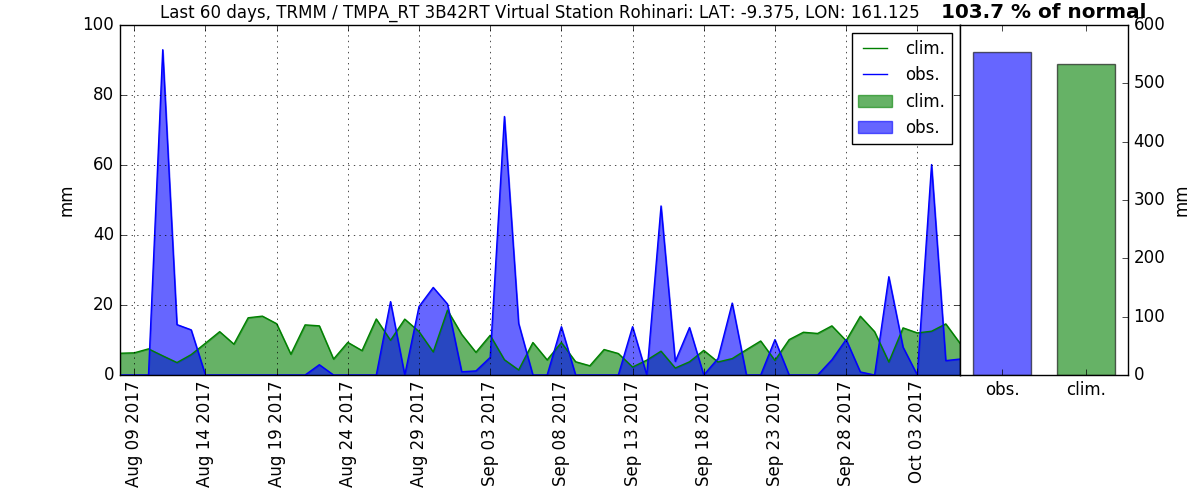 Last 60 days, TRMM / TMPA_RT 3B42RT Virtual Station Rohinari: LAT: -9.375, LON: 161.125
103.7 % of normal
mm
100
80
60
40
20
0
clim.
obs.
clim.
obs.
600
500
400
300
200
100
0
mm
Aug 09 2017
Aug 14 2017
Aug 19 2017
Aug 24 2017
Aug 29 2017
Sep 03 2017
Sep 08 2017
Sep 13 2017
Sep 18 2017
Sep 23 2017
Sep 28 2017
Oct 03 2017
obs.
clim.